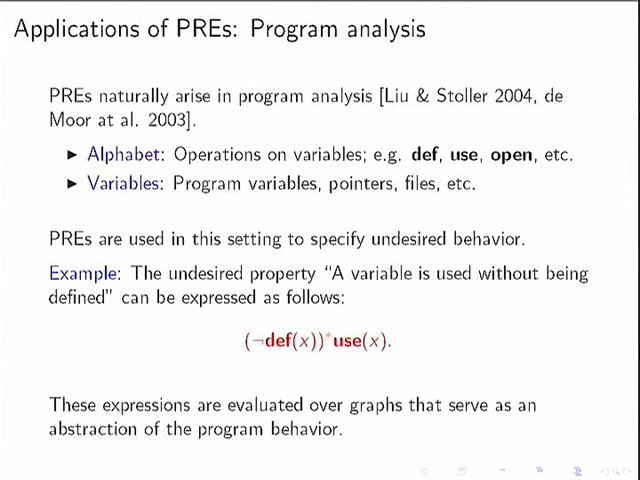 Applications of PREs: Program analysis
PREs naturally arise in program analysis [Liu & Stoller 2004, de
Moor at al. 2003].
▶ Alphabet: Operations on variables; e.g. def, use, open, etc.
▶ Variables: Program variables, pointers, files, etc.
PREs are used in this setting to specify undesired behavior.
Example: The undesired property “A variable is used without being
defined” can be expressed as follows:
(¬def(x))*use(x).
These expressions are evaluated over graphs that serve as an
abstraction of the program behavior.